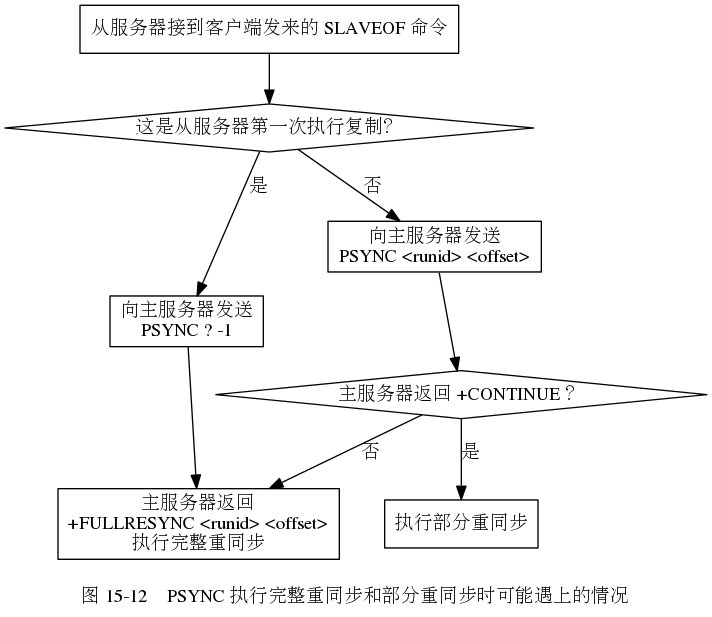 从服务器接到客户端发来的 SLAVEOF 命令
这是从服务器第一次执行复制?
是
否
向主服务器发送
PSYNC <runid> <offset>
向主服务器发送
PSYNC ? -1
主服务器返回 +CONTINUE ?
否
是
主服务器返回
+FULLRESYNC <runid> <offset>
执行完整重同步
执行部分重同步
图 15-12 PSYNC 执行完整重同步和部分重同步时可能遇上的情况